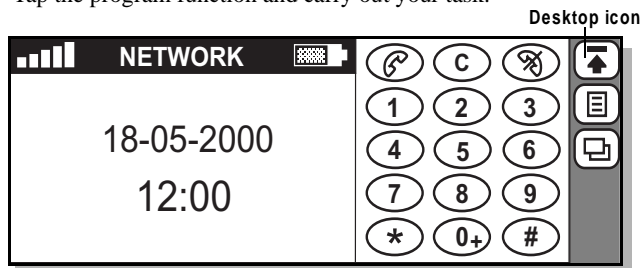 Tap the program function and carry out your task.
Desktop icon
NETWORK
C
1 2 3
18-05-2000
4 5 6
12:00
7 8 9
* 0+ #